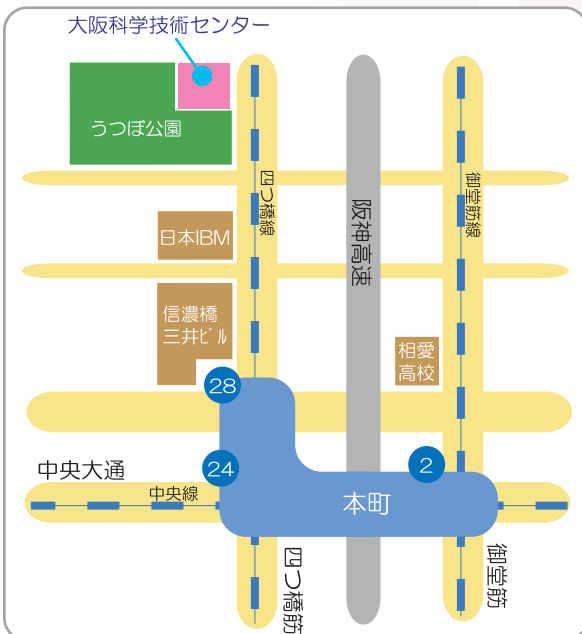 大阪科学技術センター
うつぼ公園
四つ橋線
阪神高速
御堂筋線
日本IBM
信濃橋
三井ビル
相愛
高校
28
24
2
中央大通
中央線
本町
四つ橋筋
御堂筋